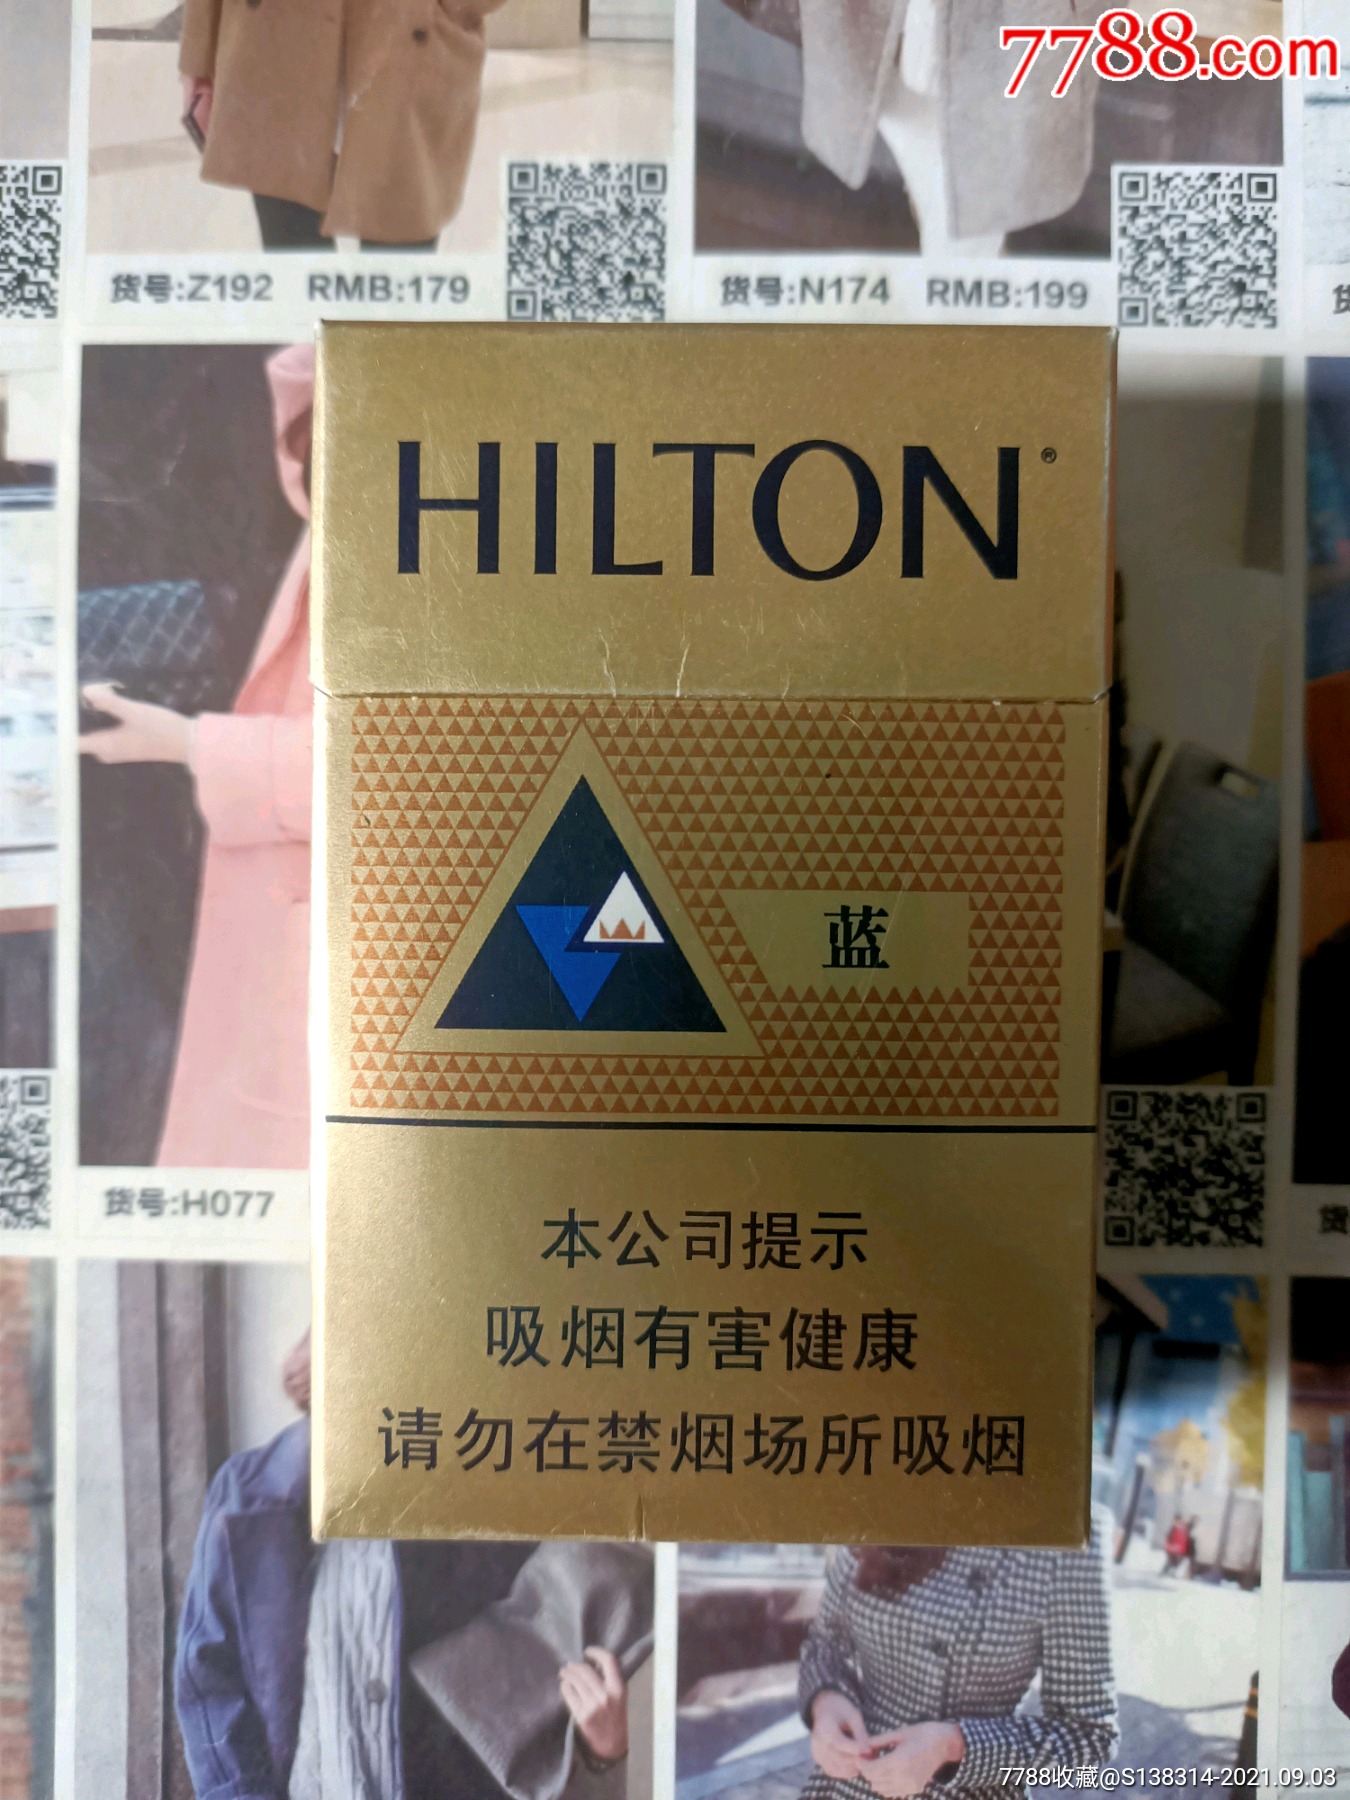 7788.com
货号:Z192 RMB:179
货号:N174 RMB:199
HILTON®
蓝
货号:H077
本公司提示
吸烟有害健康
请勿在禁烟场所吸烟
7788收藏@S138314-2021.09.03